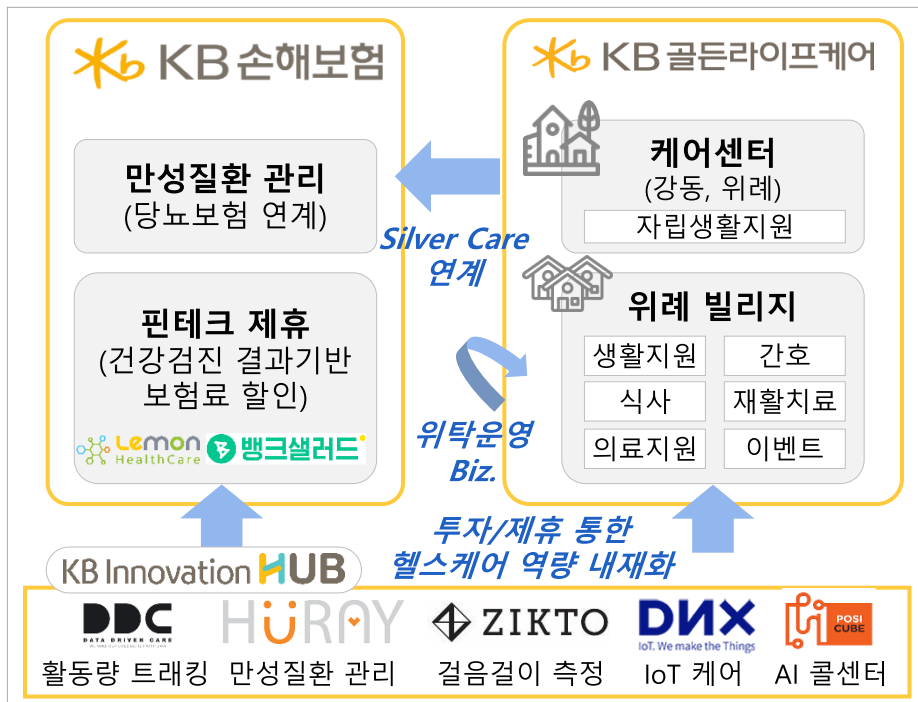 KB 손해보험
만성질환 관리
(당뇨보험 연계)
핀테크 제휴
(건강검진 결과기반
보험료 할인)
Lemon
HealthCare
뱅크샐러드
KB 골든라이프케어
케어센터
(강동, 위례)
자립생활지원
위례 빌리지
생활지원
간호
식사
재활치료
의료지원
이벤트
Silver Care
연계
위탁운영
Biz.
투자/제휴 통한
헬스케어 역량 내재화
KB Innovation HUB
DDC
DATA DRIVEN CARE
활동량 트래킹
HURAY
만성질환 관리
ZIKTO
걸음걸이 측정
DNX
IoT. We make the Things
IoT 케어
POSI
CUBE
AI 콜센터